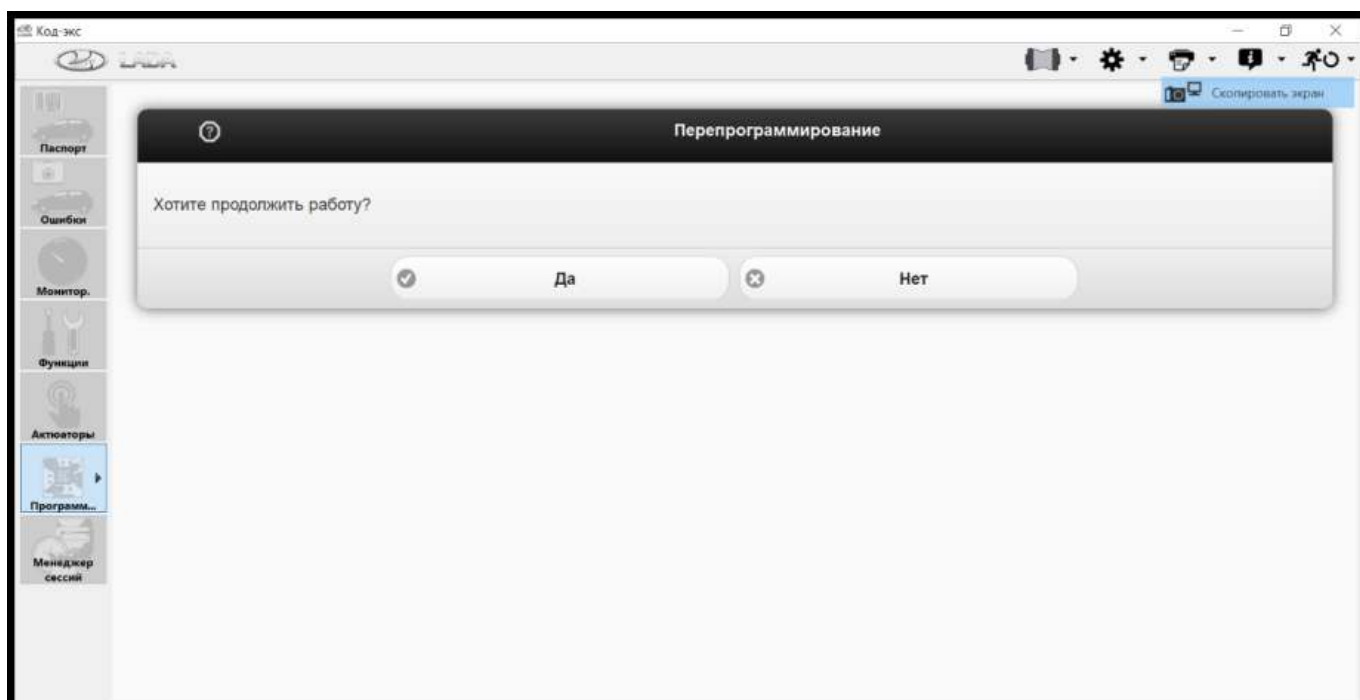 Код-экс
LADA
Скопировать экран
Паспорт
Перепрограммирование
Ошибки
Хотите продолжить работу?
Монитор.
Да
Нет
Функции
Актюаторы
Программ...
Менеджер
сессий